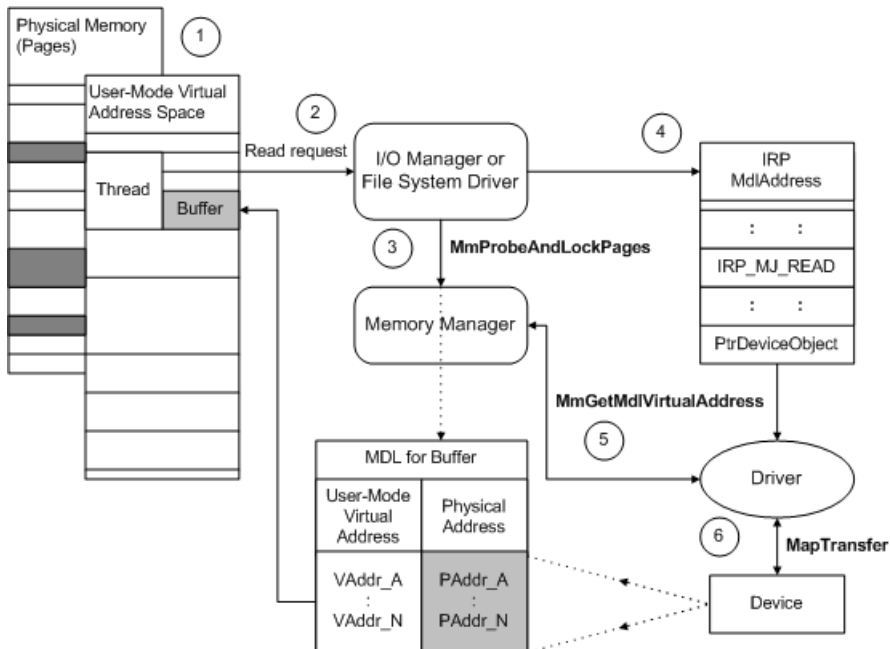 Physical Memory
(Pages)
1
User-Mode Virtual
Address Space
2
Read request
Thread
Buffer
I/O Manager or
File System Driver
4
IRP
MdlAddress
: :
IRP_MJ_READ
: :
PtrDeviceObject
3
MmProbeAndLockPages
Memory Manager
MmGetMdlVirtualAddress
5
Driver
MDL for Buffer
User-Mode
Virtual
Address
Physical
Address
VAddr_A
:
VAddr_N
PAddr_A
:
PAddr_N
6
MapTransfer
Device